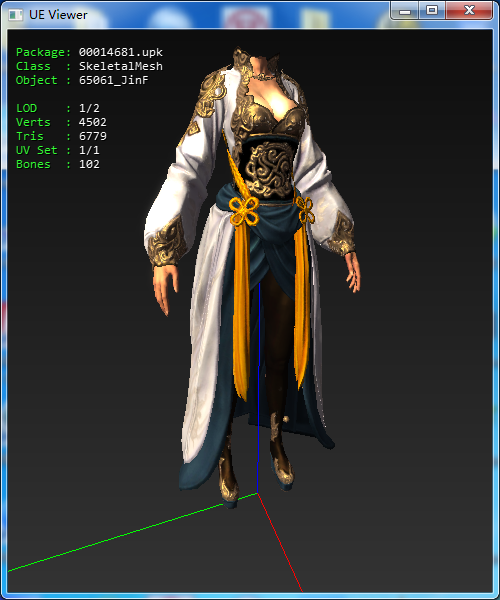 UE Viewer
Package: 00014681.upk
Class : SkeletalMesh
Object : 65061_JinF
LOD : 1/2
Verts : 4502
Tris : 6779
UV Set : 1/1
Bones : 102